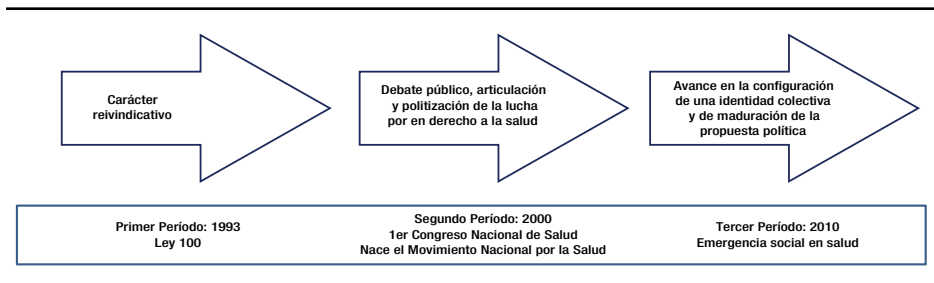 Carácter
reivindicativo
Debate público, articulación
y politización de la lucha
por en derecho a la salud
Avance en la configuración
de una identidad colectiva
y de maduración de la
propuesta política
Primer Período: 1993
Ley 100
Segundo Período: 2000
1er Congreso Nacional de Salud
Nace el Movimiento Nacional por la Salud
Tercer Período: 2010
Emergencia social en salud